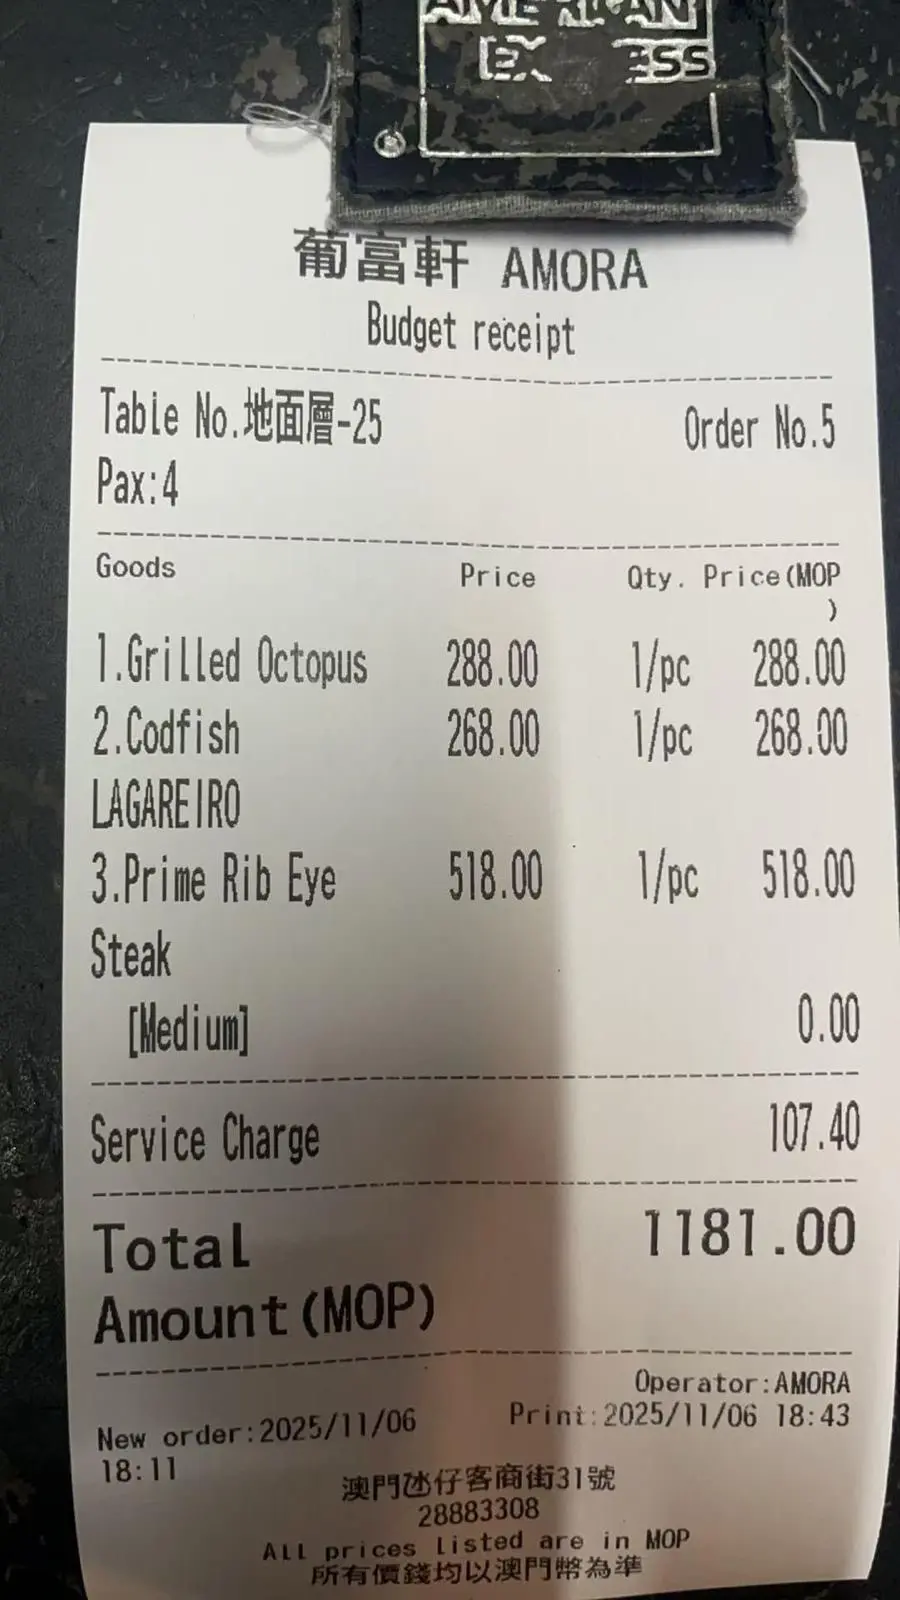 AMERICAN
EXPRESS
葡富軒 AMORA
Budget receipt
Table No.地面層-25 Order No.5
Pax:4
Goods Price Qty. Price(MOP
)
1.Grilled Octopus 288.00 1/pc 288.00
2.Codfish 268.00 1/pc 268.00
LAGAREIRO
3.Prime Rib Eye 518.00 1/pc 518.00
Steak
[Medium] 0.00
Service Charge 107.40
Total 1181.00
Amount(MOP)
Operator:AMORA
New order:2025/11/06 Print:2025/11/06 18:43
18:11
澳門氹仔客商街31號
28883308
ALL prices listed are in MOP
所有價錢均以澳門幣為準